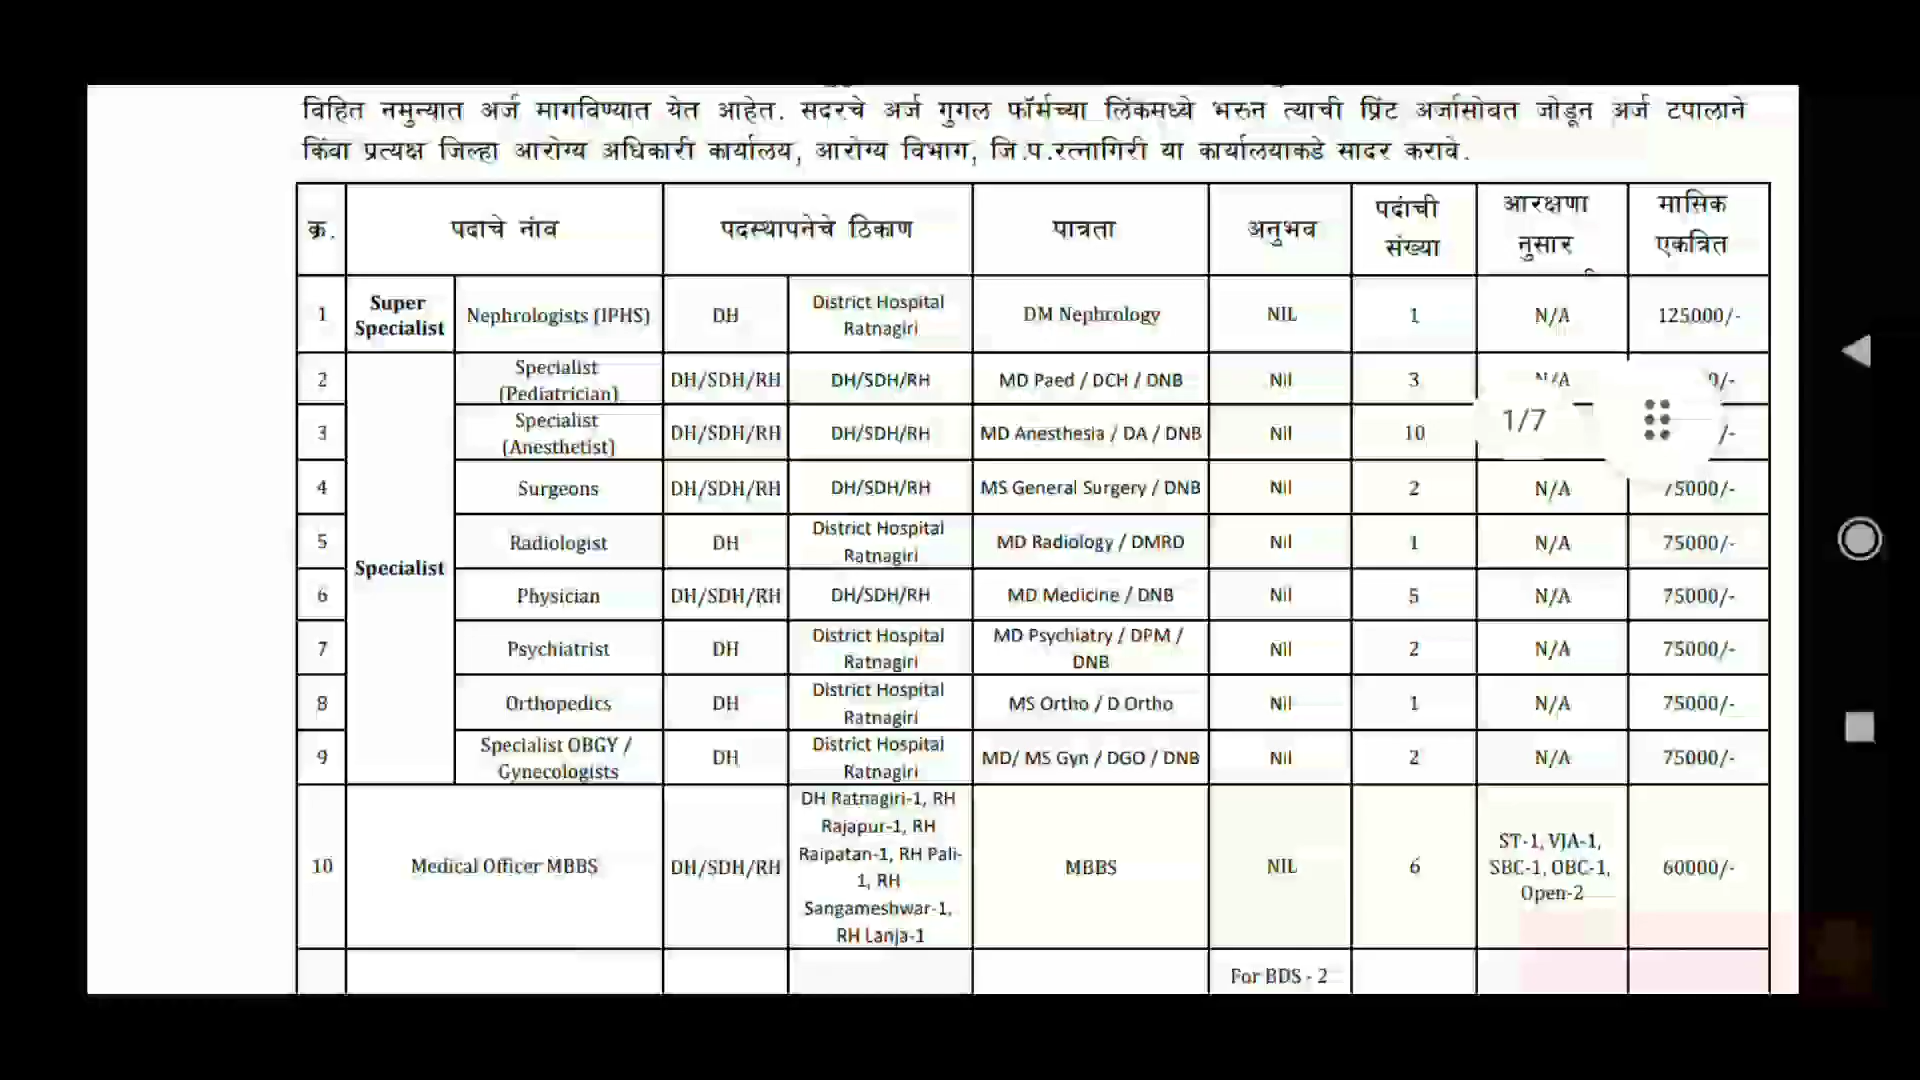 विहित नमुन्यात अर्ज मागविण्यात येत आहेत. सदरचे अर्ज गुगल फॉर्मच्या लिंकमध्ये भरुन त्याची प्रिंट अर्जासोबत जोडून अर्ज टपालाने
किंवा प्रत्यक्ष जिल्हा आरोग्य अधिकारी कार्यालय, आरोग्य विभाग, जि.प.रत्नागिरी या कार्यालयाकडे सादर करावे.
क्र. पदाचे नांव पदस्थापनेचे ठिकाण पात्रता अनुभव पदांची संख्या आरक्षणा नुसार मासिक एकत्रित
1 Super Specialist Nephrologists (IPHS) DH District Hospital Ratnagiri DM Nephrology NIL 1 N/A 125000/-
2 Specialist (Pediatrician) DH/SDH/RH DH/SDH/RH MD Paed / DCH / DNB Nil 3 N/A 0/-
3 Specialist (Anesthetist) DH/SDH/RH DH/SDH/RH MD Anesthesia / DA / DNB Nil 10 /-
1/7
4 Surgeons DH/SDH/RH DH/SDH/RH MS General Surgery / DNB Nil 2 N/A 75000/-
5 Radiologist DH District Hospital Ratnagiri MD Radiology / DMRD Nil 1 N/A 75000/-
Specialist
6 Physician DH/SDH/RH DH/SDH/RH MD Medicine / DNB Nil 5 N/A 75000/-
7 Psychiatrist DH District Hospital Ratnagiri MD Psychiatry / DPM / DNB Nil 2 N/A 75000/-
8 Orthopedics DH District Hospital Ratnagiri MS Ortho / D Ortho Nil 1 N/A 75000/-
9 Specialist OBGY / Gynecologists DH District Hospital Ratnagiri MD/ MS Gyn / DGO / DNB Nil 2 N/A 75000/-
10 Medical Officer MBBS DH/SDH/RH DH Ratnagiri-1, RH Rajapur-1, RH Raipatan-1, RH Pali-1, RH Sangameshwar-1, RH Lanja-1 MBBS NIL 6 ST-1, VJA-1, SBC-1, OBC-1, Open-2 60000/-
For BDS - 2